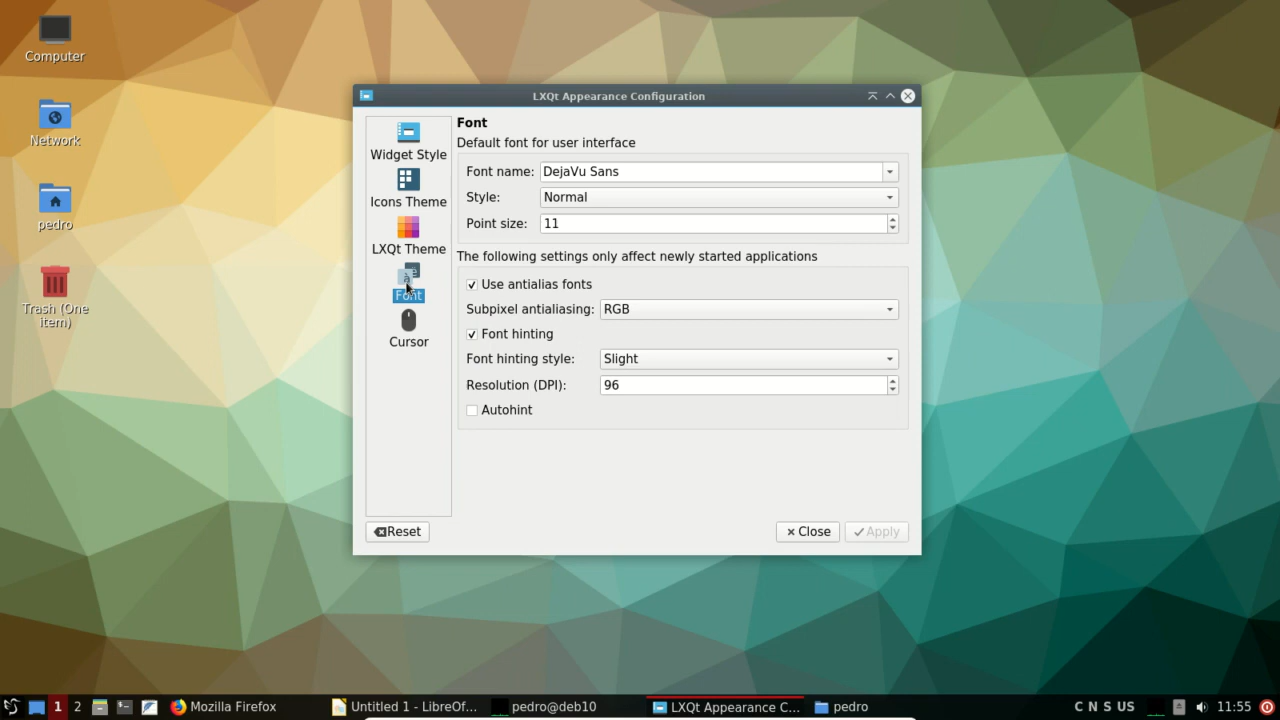 Computer
Network
pedro
Trash (One
item)
LXQt Appearance Configuration
Widget Style
Icons Theme
LXQt Theme
Font
Cursor
Font
Default font for user interface
Font name: DejaVu Sans
Style: Normal
Point size: 11
The following settings only affect newly started applications
Use antialias fonts
Subpixel antialiasing: RGB
Font hinting
Font hinting style: Slight
Resolution (DPI): 96
Autohint
Reset
Close
Apply
1 2 Mozilla Firefox Untitled 1 - LibreOf... pedro@deb10 LXQt Appearance C... pedro C N S US 11:55